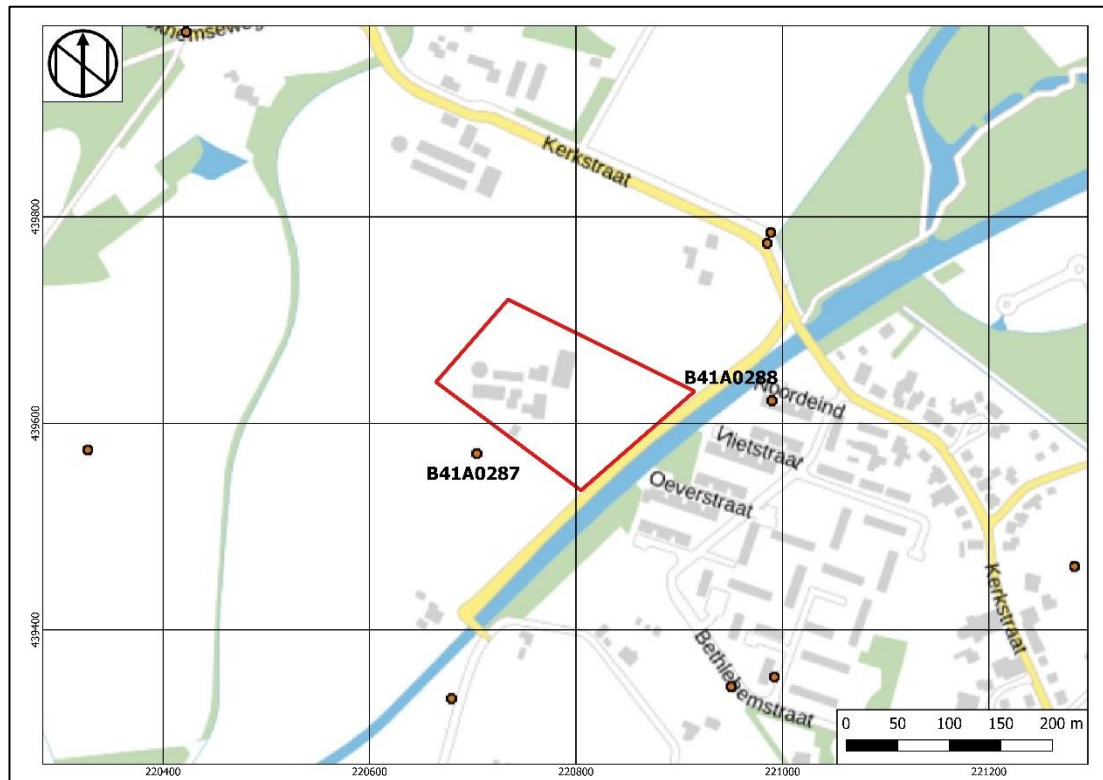 Kerkstraat
439800
B41A0288
Noordeind
439600
Vlietstraat
B41A0287
Oeverstraat
Kerkstraat
439400
Bethlehemstraat
0 50 100 150 200 m
220400 220600 220800 221000 221200